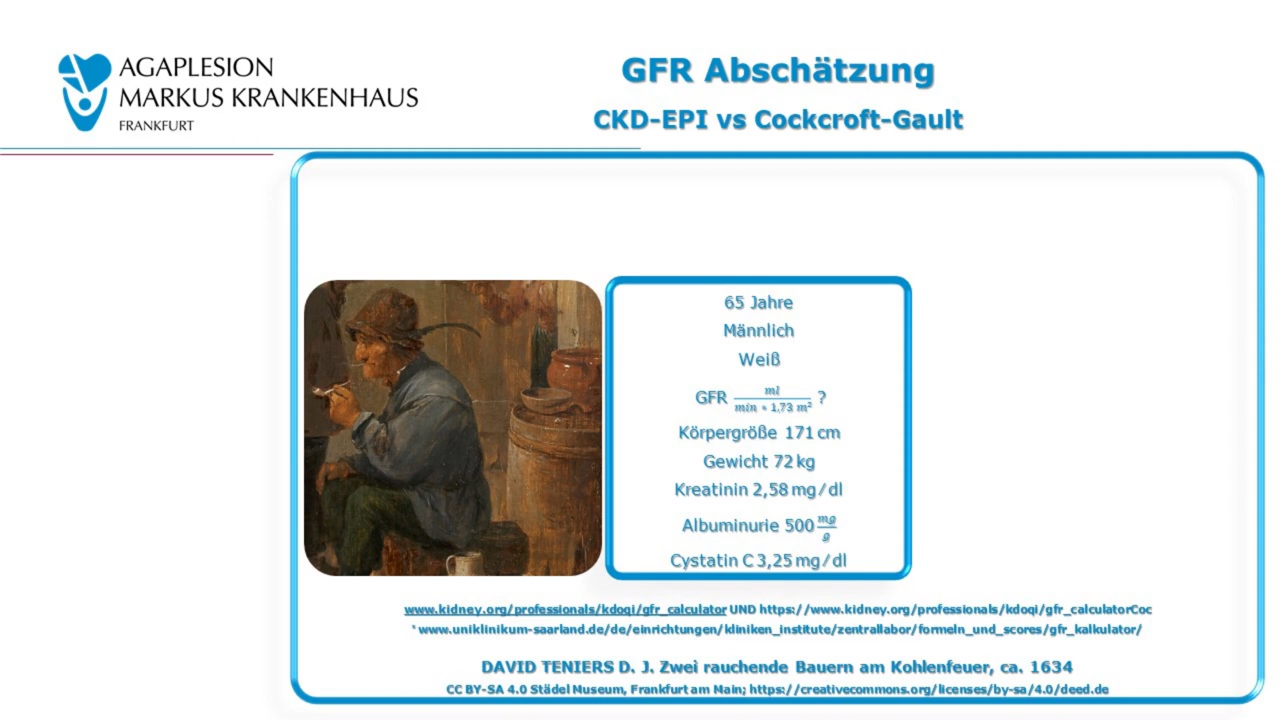 AGAPLESION
MARKUS KRANKENHAUS
FRANKFURT
GFR Abschätzung
CKD-EPI vs Cockcroft-Gault
65 Jahre
Männlich
Weiß
GFR ml / min * 1,73 m² ?
Körpergröße 171 cm
Gewicht 72 kg
Kreatinin 2,58 mg/dl
Albuminurie 500 mg/g
Cystatin C 3,25 mg/dl
www.kidney.org/professionals/kdoqi/gfr_calculator UND https://www.kidney.org/professionals/kdoqi/gfr_calculatorCoc
* www.uniklinikum-saarland.de/de/einrichtungen/kliniken_institute/zentrallabor/formeln_und_scores/gfr_kalkulator/
DAVID TENIERS D. J. Zwei rauchende Bauern am Kohlenfeuer, ca. 1634
CC BY-SA 4.0 Städel Museum, Frankfurt am Main; https://creativecommons.org/licenses/by-sa/4.0/deed.de